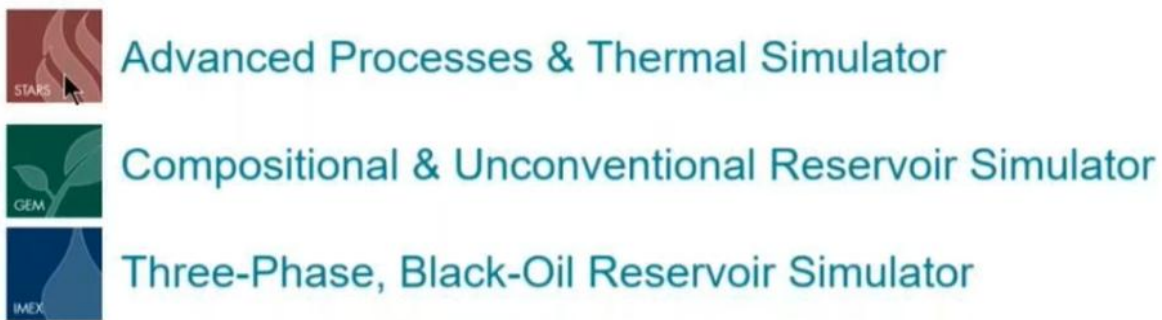 STARS
Advanced Processes & Thermal Simulator
GEM
Compositional & Unconventional Reservoir Simulator
IMEX
Three-Phase, Black-Oil Reservoir Simulator